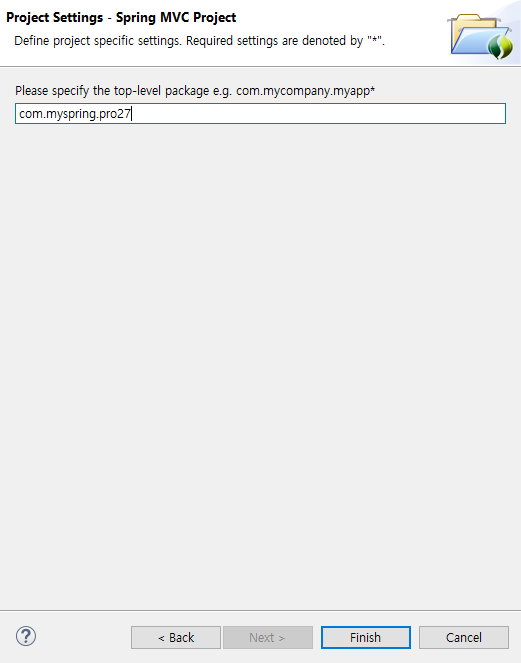 Project Settings - Spring MVC Project
Define project specific settings. Required settings are denoted by "*".
Please specify the top-level package e.g. com.mycompany.myapp*
com.myspring.pro27
?
< Back
Next >
Finish
Cancel